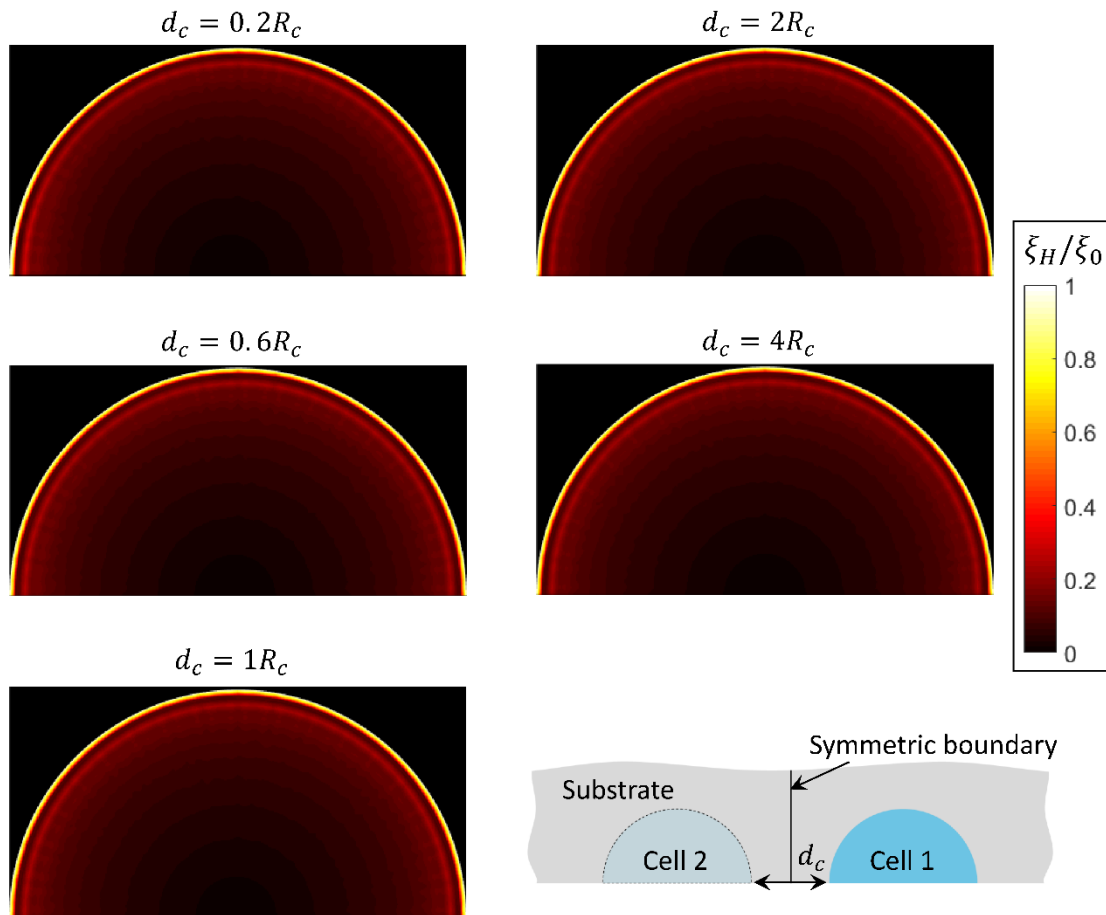 d_c = 0.2R_c
d_c = 2R_c
d_c = 0.6R_c
d_c = 4R_c
d_c = 1R_c
ξ_H/ξ_0
1
0.8
0.6
0.4
0.2
0
Symmetric boundary
Substrate
Cell 2
d_c
Cell 1